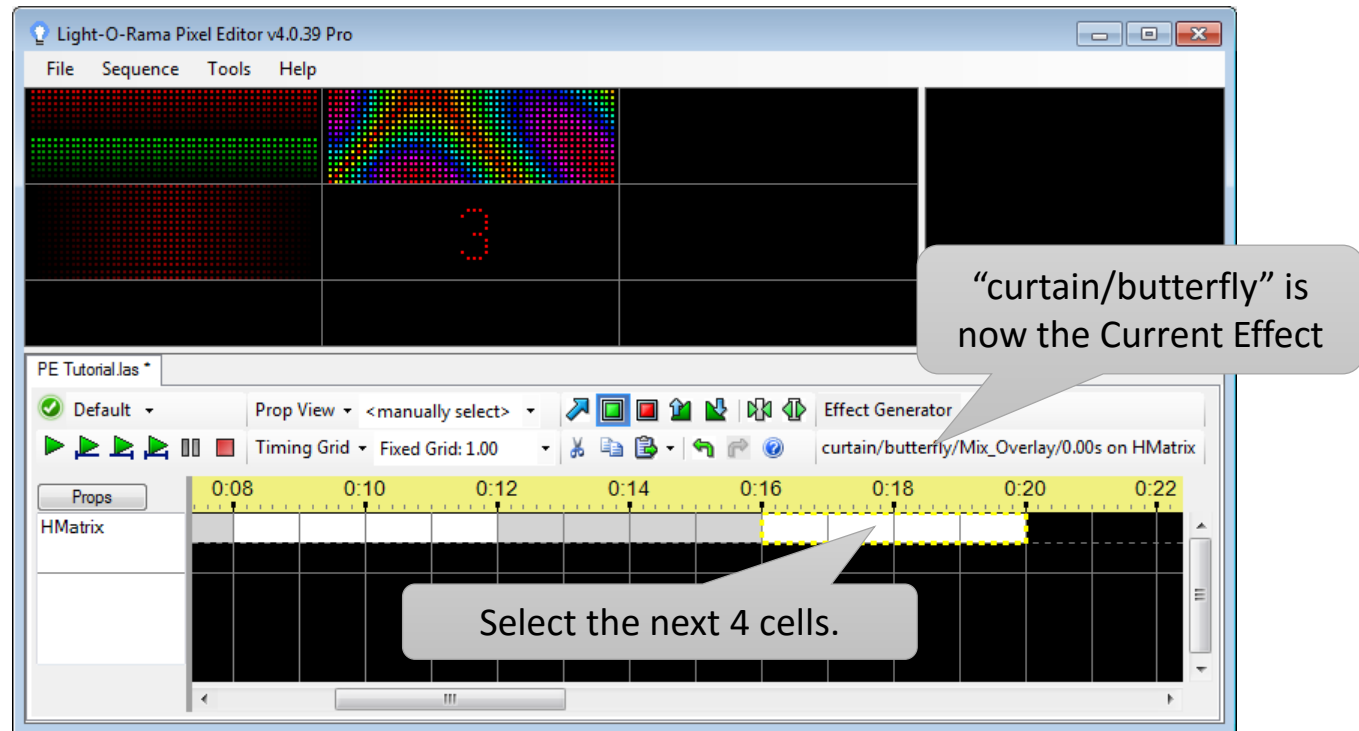 Light-O-Rama Pixel Editor v4.0.39 Pro
File Sequence Tools Help
3
“curtain/butterfly” is
now the Current Effect
PE Tutorial.las *
Default Prop View <manually select> Effect Generator
Timing Grid Fixed Grid: 1.00 curtain/butterfly/Mix_Overlay/0.00s on HMatrix
Props 0:08 0:10 0:12 0:14 0:16 0:18 0:20 0:22
HMatrix
Select the next 4 cells.